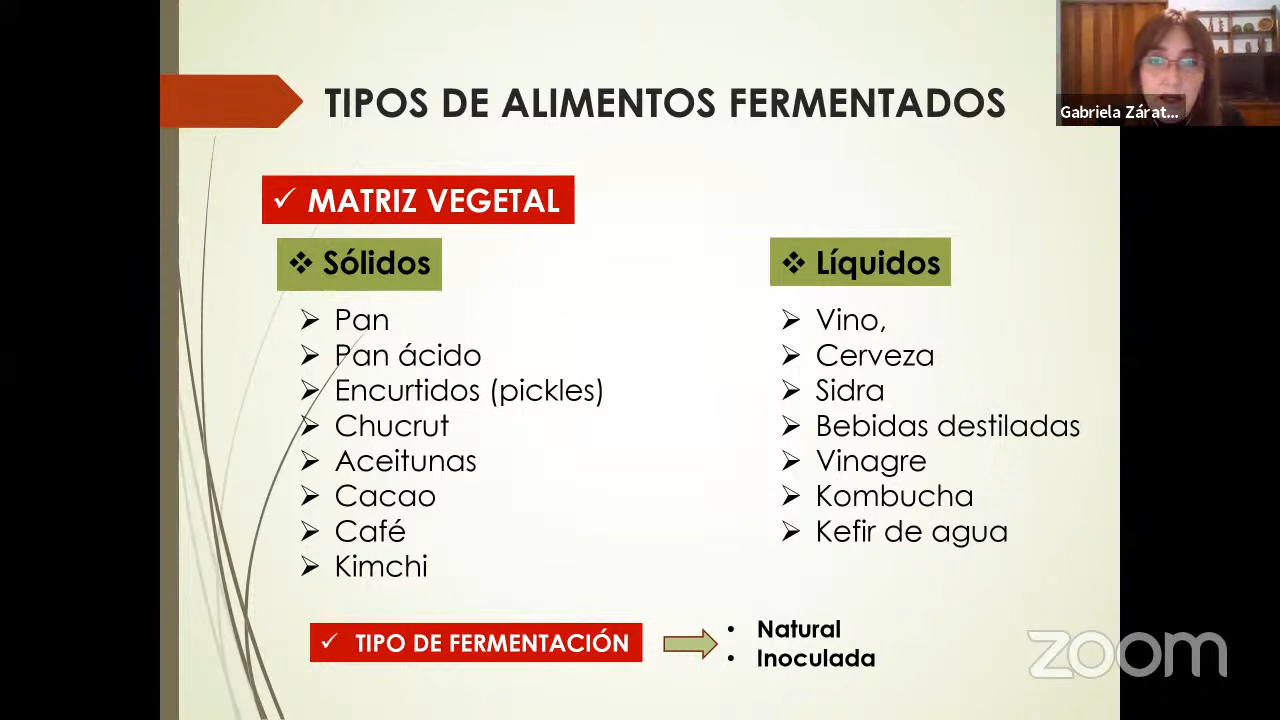 TIPOS DE ALIMENTOS FERMENTADOS
Gabriela Zárat...
✓ MATRIZ VEGETAL
❖ Sólidos
➢ Pan
➢ Pan ácido
➢ Encurtidos (pickles)
➢ Chucrut
➢ Aceitunas
➢ Cacao
➢ Café
➢ Kimchi
❖ Líquidos
➢ Vino,
➢ Cerveza
➢ Sidra
➢ Bebidas destiladas
➢ Vinagre
➢ Kombucha
➢ Kefir de agua
✓ TIPO DE FERMENTACIÓN
• Natural
• Inoculada
zoom